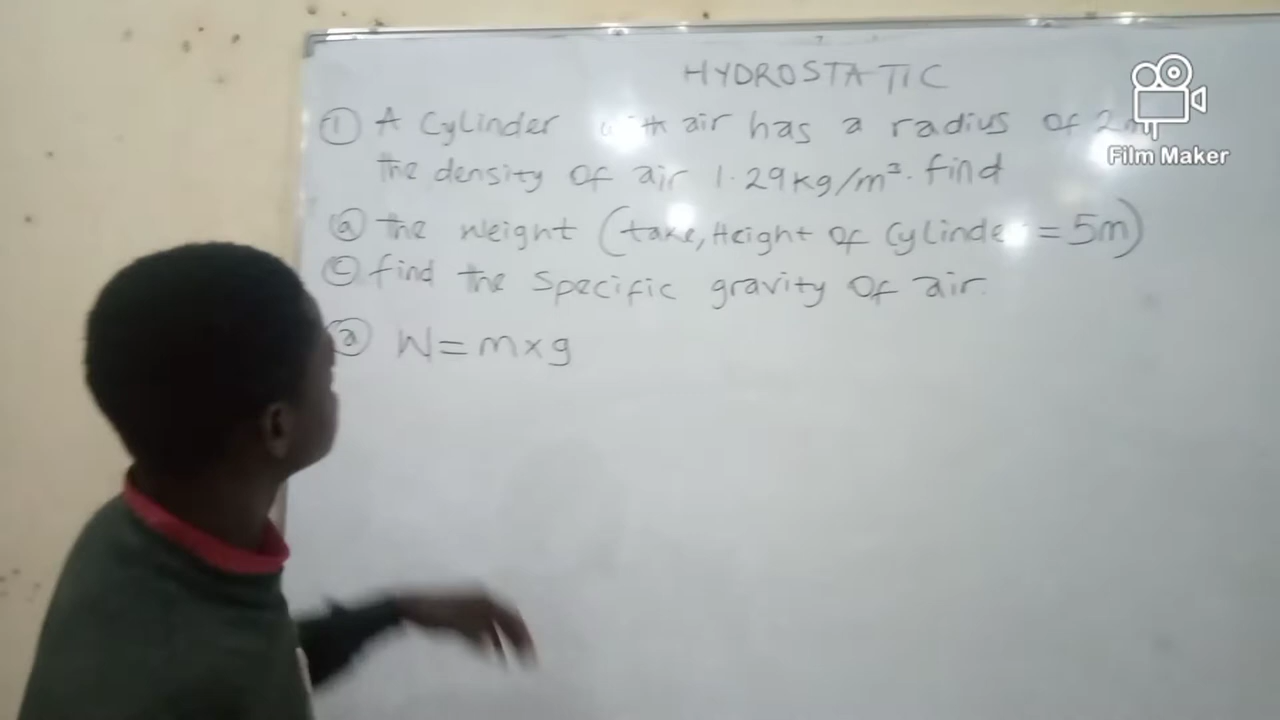 HYDROSTATIC
① A Cylinder with air has a radius of 2m
The density of air 1.29kg/m³. find
ⓐ The weight (take, Height of Cylinder = 5m)
ⓒ find the specific gravity of air.
ⓐ W = m x g
Film Maker